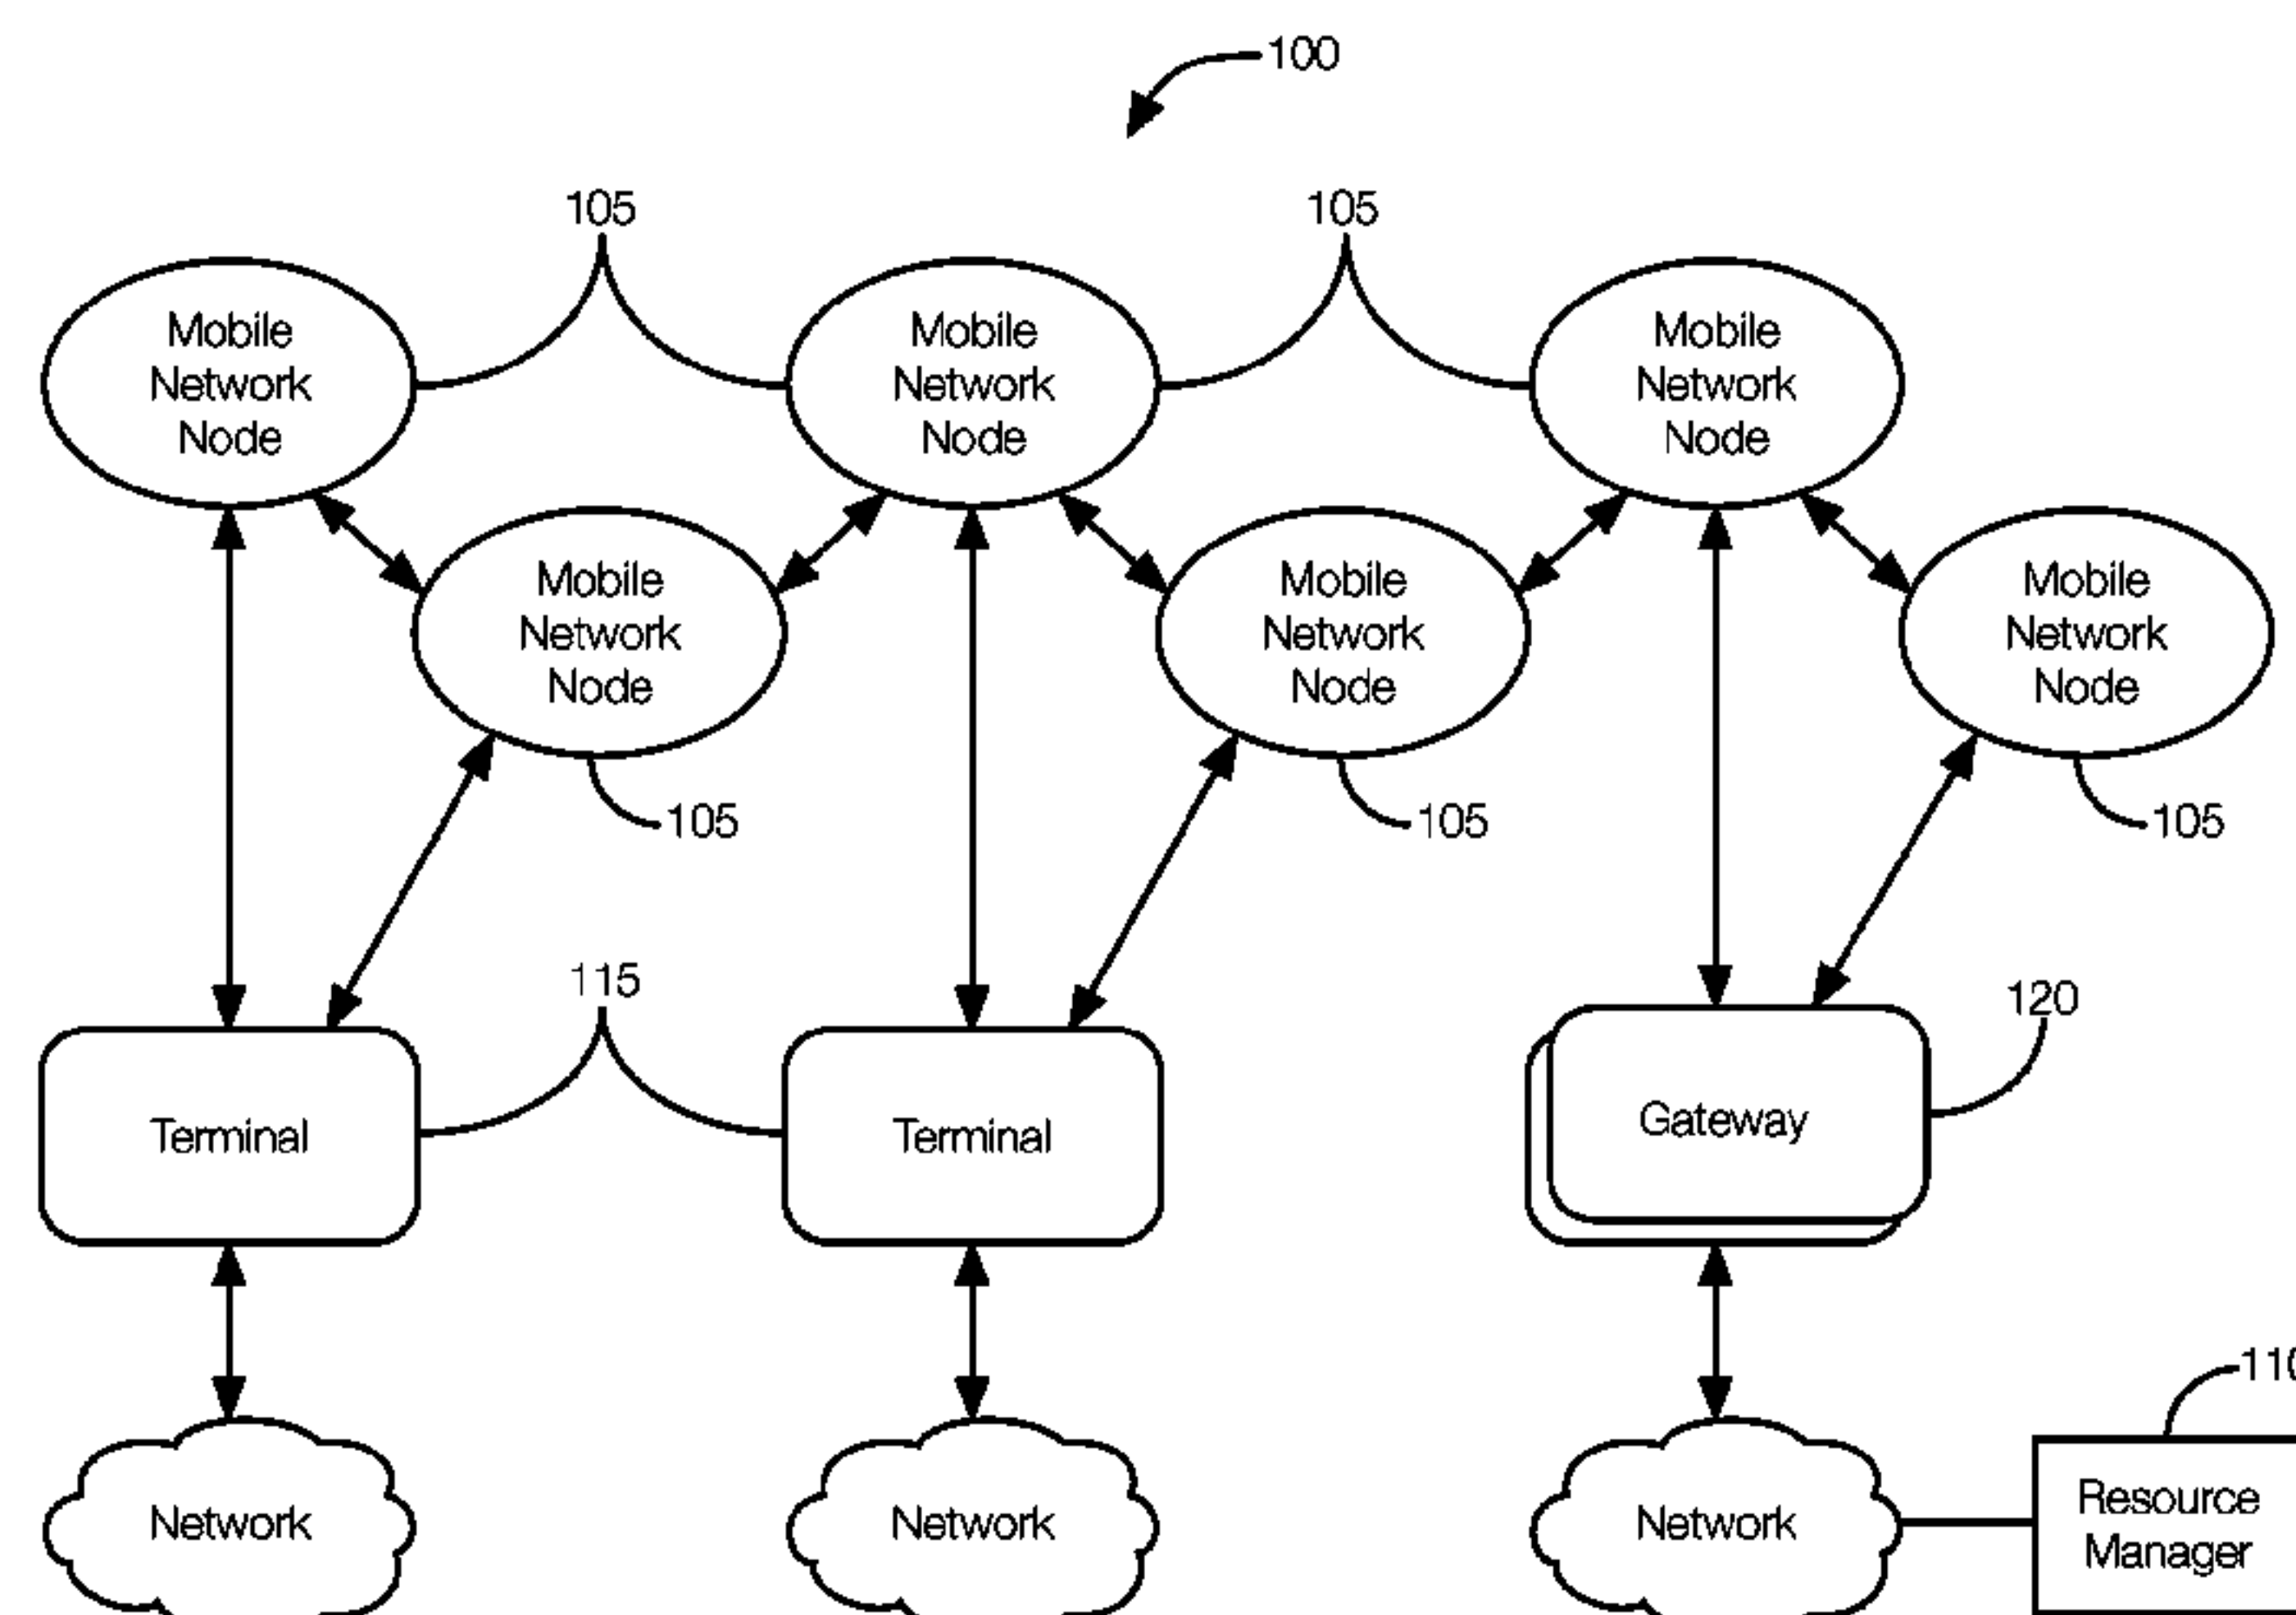 100
105
105
Mobile
Network
Node
Mobile
Network
Node
Mobile
Network
Node
Mobile
Network
Node
Mobile
Network
Node
Mobile
Network
Node
105
105
105
115
120
Terminal
Terminal
Gateway
110
Network
Network
Network
Resource
Manager